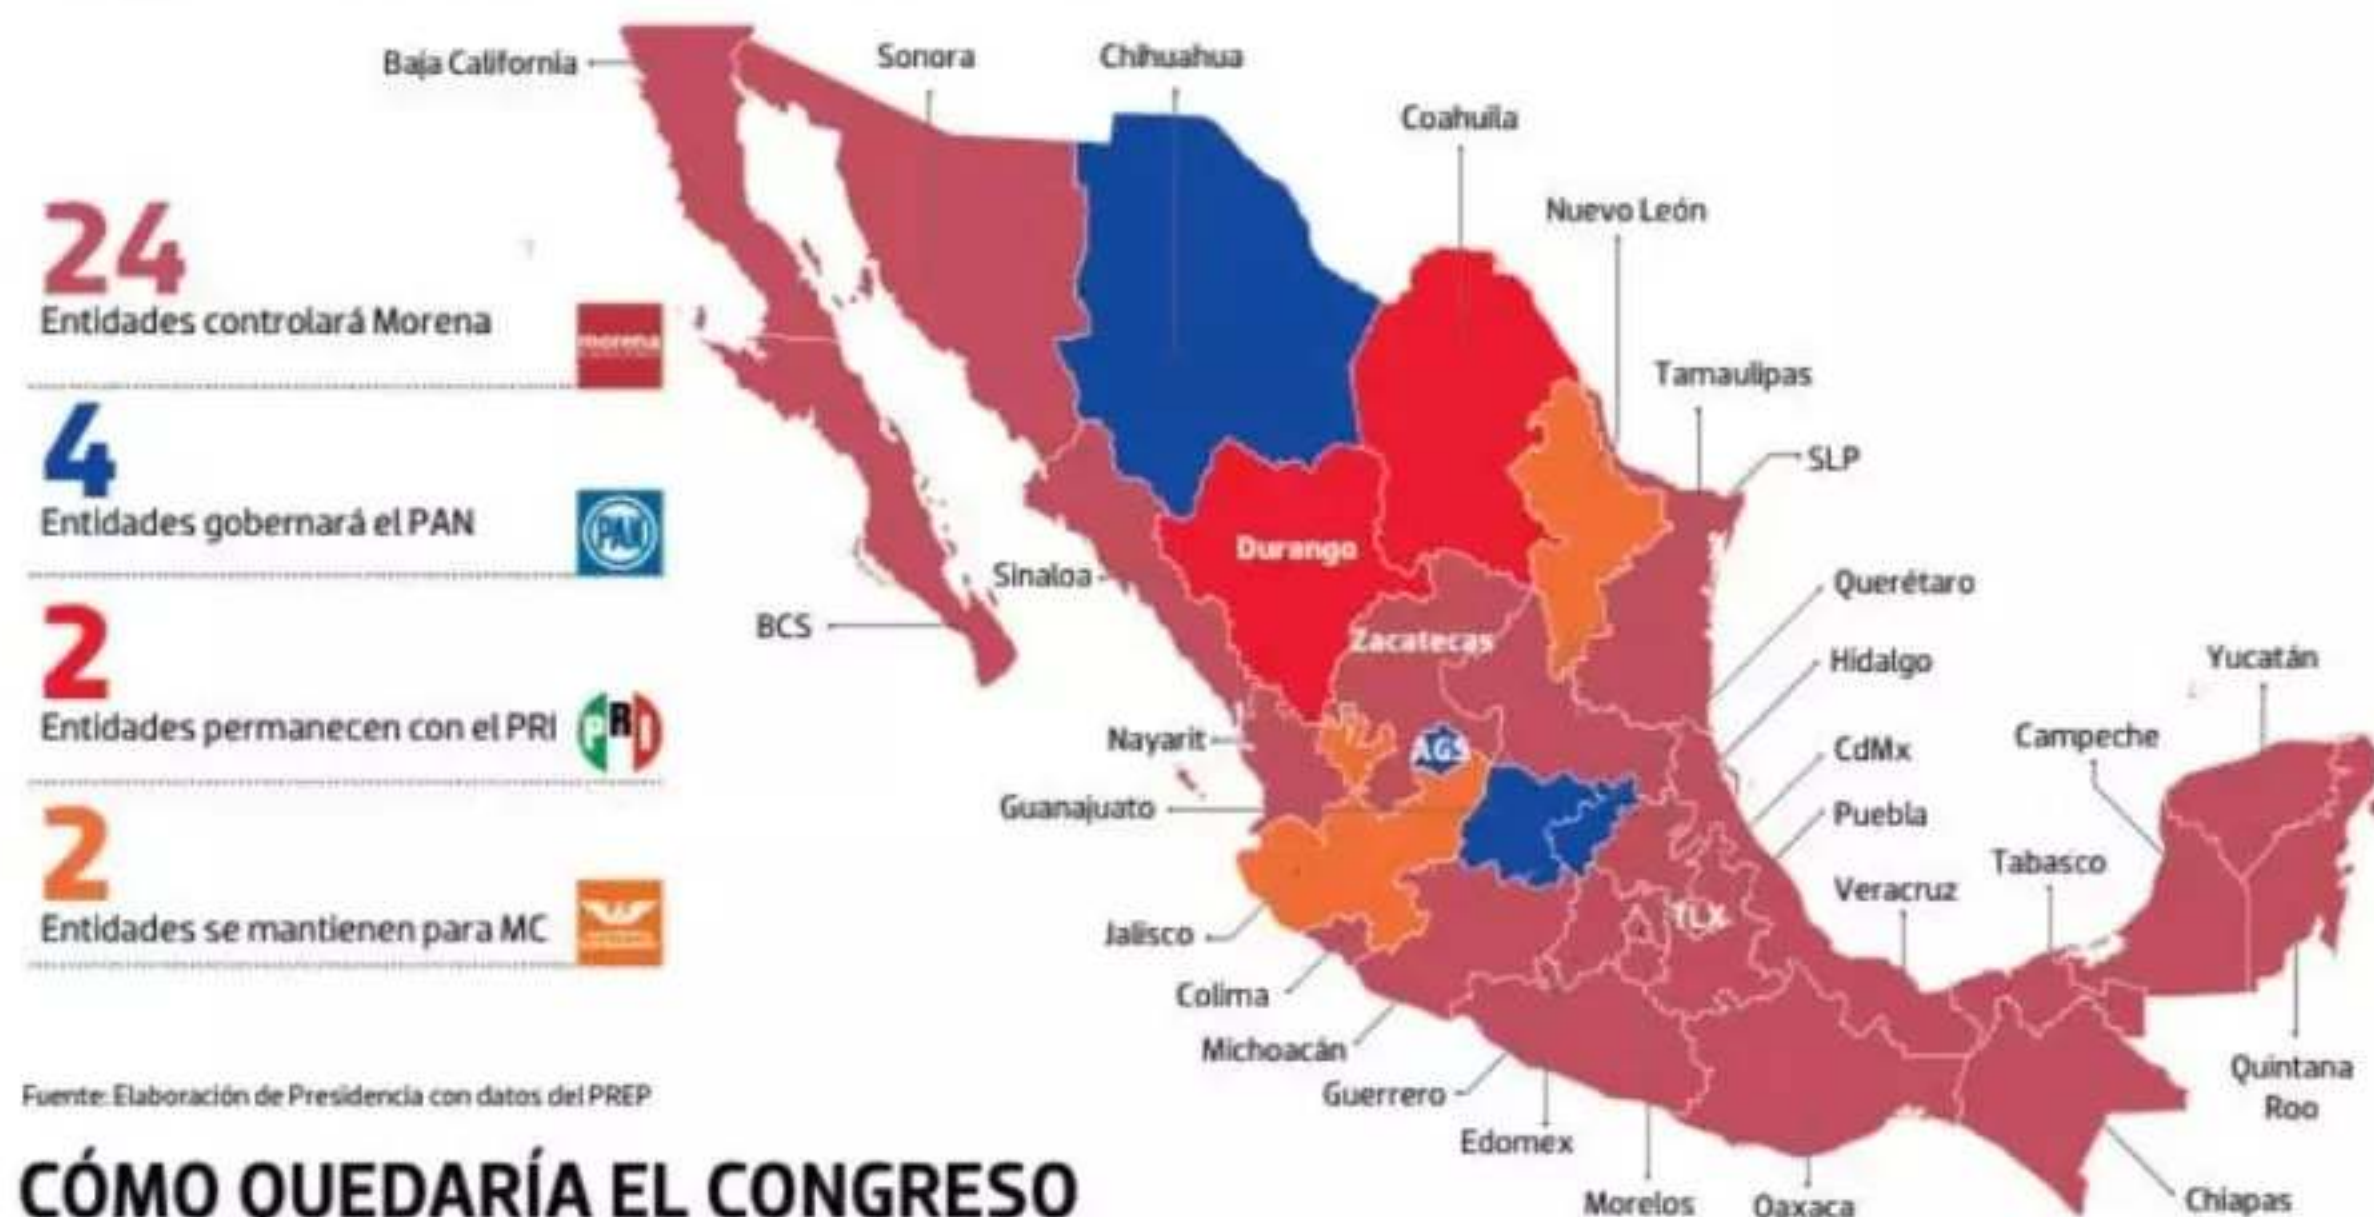 Baja California
Sonora
Chihuahua
Coahuila
Nuevo León
Tamaulipas
SLP
Querétaro
Hidalgo
CdMx
Puebla
Veracruz
Tabasco
Campeche
Yucatán
Quintana
Roo
Chiapas
Oaxaca
Morelos
Edomex
Guerrero
Michoacán
Colima
Jalisco
Guanajuato
Nayarit
BCS
Sinaloa
Durango
Zacatecas
AGS
TLX
24
Entidades controlará Morena
morena
4
Entidades gobernará el PAN
PAN
2
Entidades permanecen con el PRI
PRI
2
Entidades se mantienen para MC
Fuente: Elaboración de Presidencia con datos del PREP
CÓMO QUEDARÍA EL CONGRESO